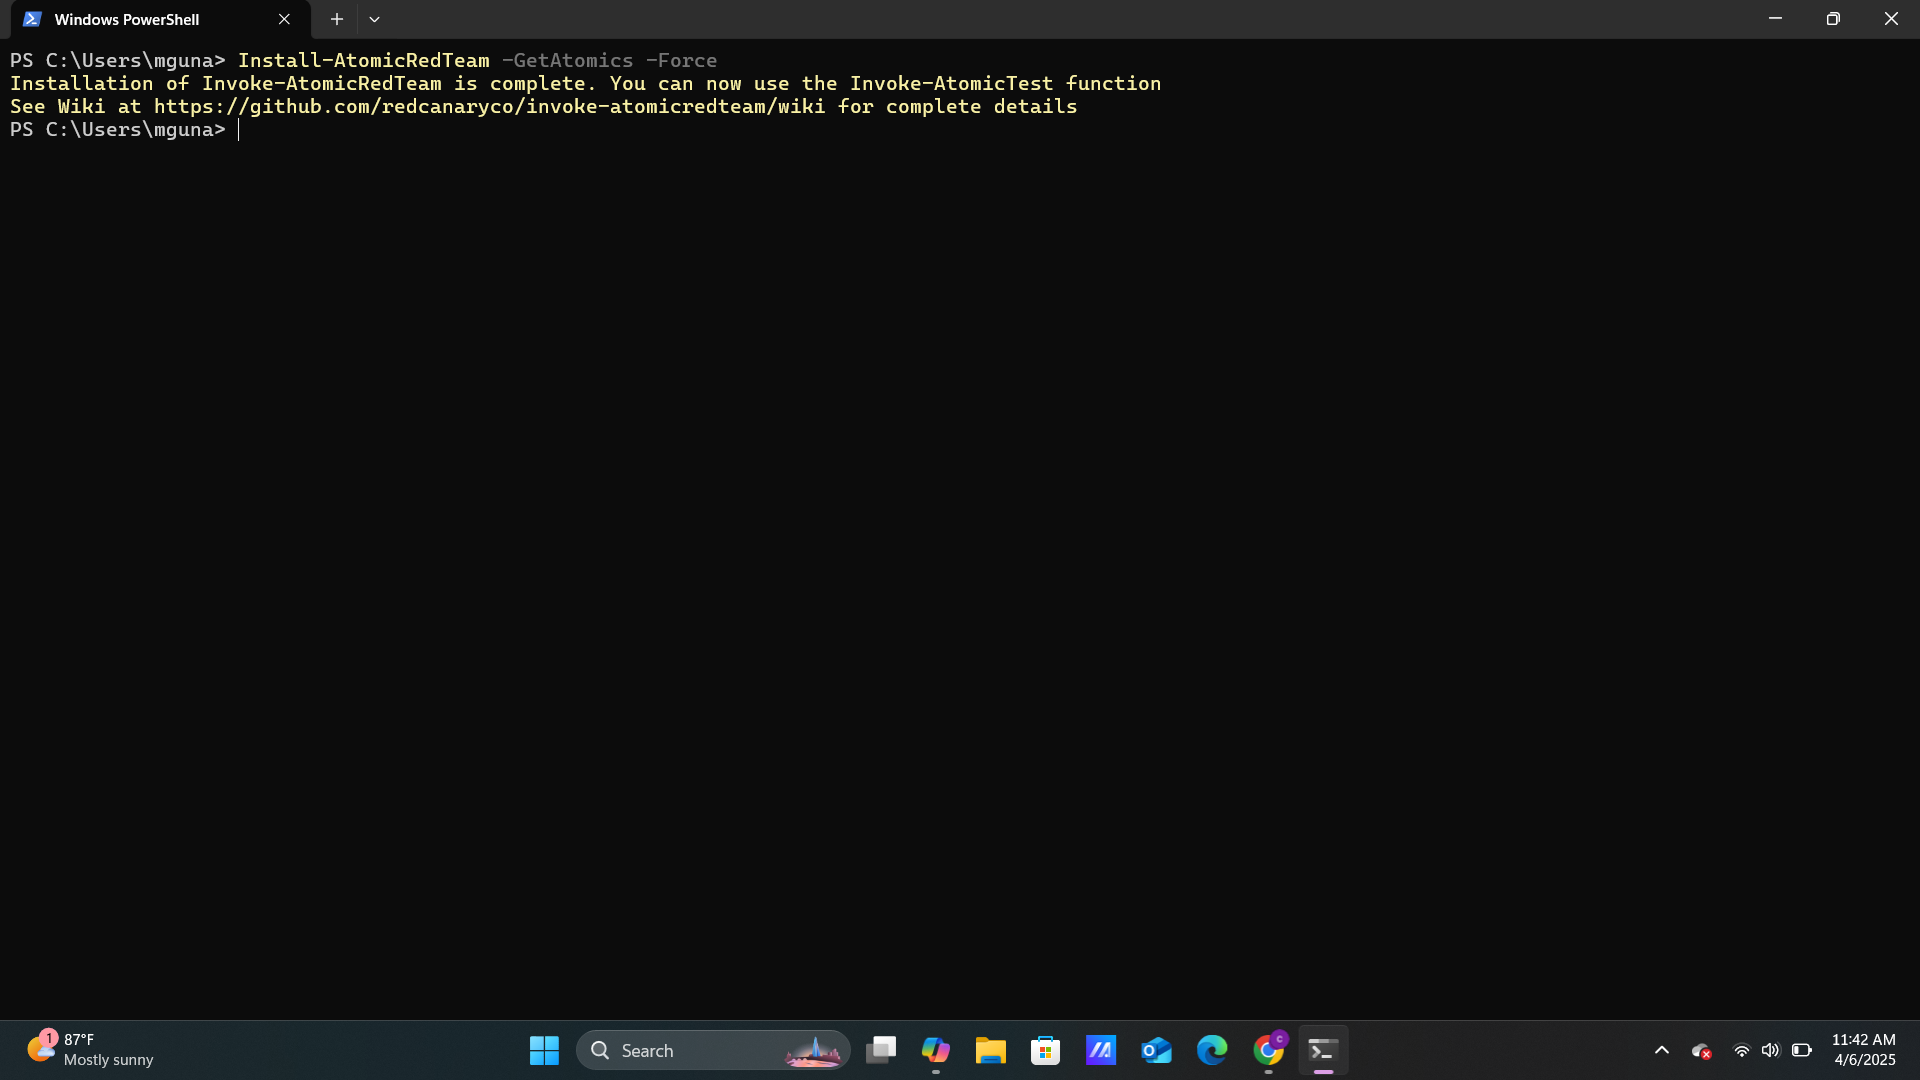 Windows PowerShell
PS C:\Users\mguna> Install-AtomicRedTeam -GetAtomics -Force
Installation of Invoke-AtomicRedTeam is complete. You can now use the Invoke-AtomicTest function
See Wiki at https://github.com/redcanaryco/invoke-atomicredteam/wiki for complete details
PS C:\Users\mguna>
1
87°F
Mostly sunny
Search
C
11:42 AM
4/6/2025